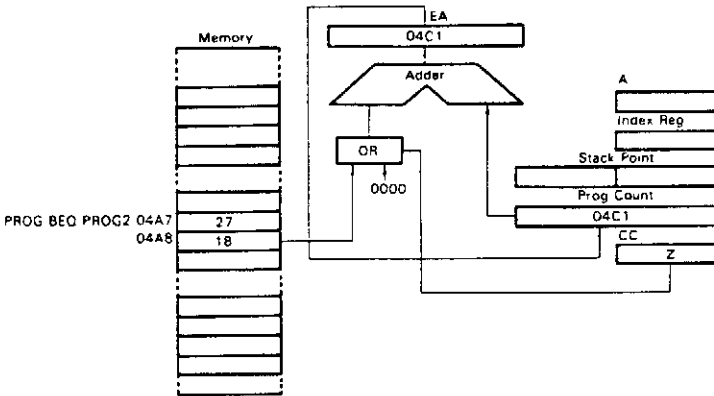 EA
04C1
Memory
Adder
A
Index Reg
OR
Stack Point
0000
Prog Count
PROG BEQ PROG2 04A7 27
04C1
04A8 18
CC
Z